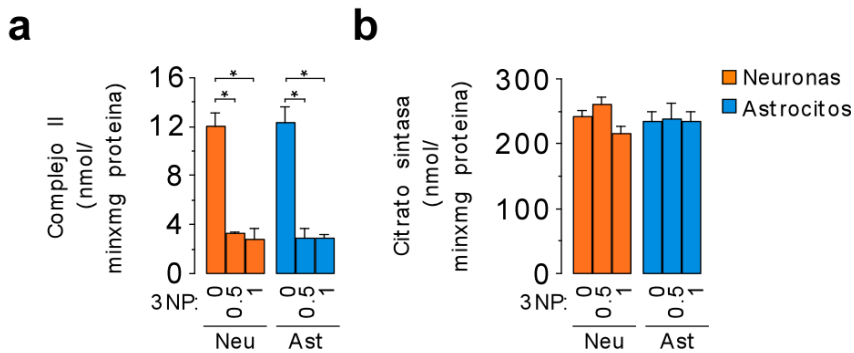 a
Complejo II
(nmol/
minxmg proteina)
16
12
8
4
0
* *
* *
3NP: 0 0.5 1 0 0.5 1
Neu Ast
b
Citrato sintasa
(nmol/
minxmg proteina)
300
200
100
0
3NP: 0 0.5 1 0 0.5 1
Neu Ast
Neuronas
Astrocitos